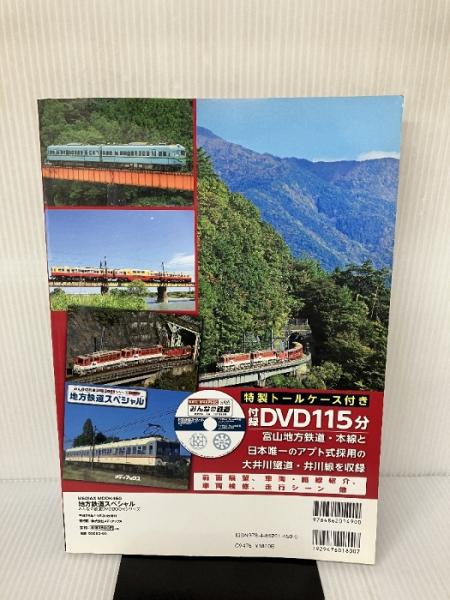 特製トールケース付き
付録 DVD115分
富山地方鉄道・本線と
日本唯一のアプト式採用の
大井川鐵道・井川線を収録
前面展望、車両・路線紹介、
車両検修、走行シーン 他
地方鉄道スペシャル
みんなの鉄道
メディアックス
地方鉄道スペシャル
9784862014900
1929476018007